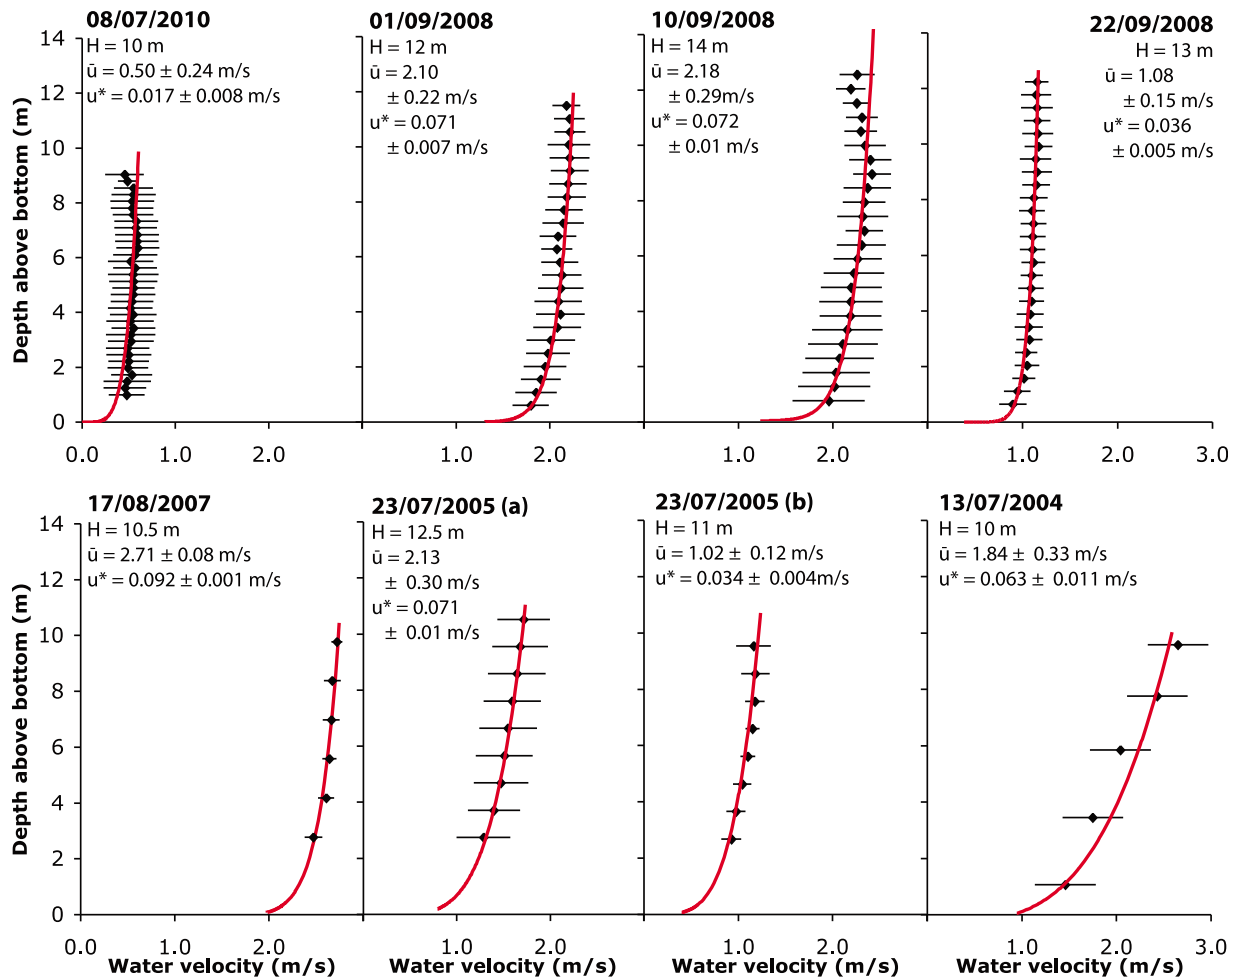 08/07/2010
H = 10 m
ū = 0.50 ± 0.24 m/s
u* = 0.017 ± 0.008 m/s
01/09/2008
H = 12 m
ū = 2.10
± 0.22 m/s
u* = 0.071
± 0.007 m/s
10/09/2008
H = 14 m
ū = 2.18
± 0.29m/s
u* = 0.072
± 0.01 m/s
22/09/2008
H = 13 m
ū = 1.08
± 0.15 m/s
u* = 0.036
± 0.005 m/s
Depth above bottom (m)
14
12
10
8
6
4
2
0
0.0 1.0 2.0 1.0 2.0 1.0 2.0 1.0 2.0 3.0
17/08/2007
H = 10.5 m
ū = 2.71 ± 0.08 m/s
u* = 0.092 ± 0.001 m/s
23/07/2005 (a)
H = 12.5 m
ū = 2.13
± 0.30 m/s
u* = 0.071
± 0.01 m/s
23/07/2005 (b)
H = 11 m
ū = 1.02 ± 0.12 m/s
u* = 0.034 ± 0.004m/s
13/07/2004
H = 10 m
ū = 1.84 ± 0.33 m/s
u* = 0.063 ± 0.011 m/s
Depth above bottom (m)
14
12
10
8
6
4
2
0
0.0 1.0 2.0 1.0 2.0 1.0 2.0 1.0 2.0 3.0
Water velocity (m/s) Water velocity (m/s) Water velocity (m/s) Water velocity (m/s)